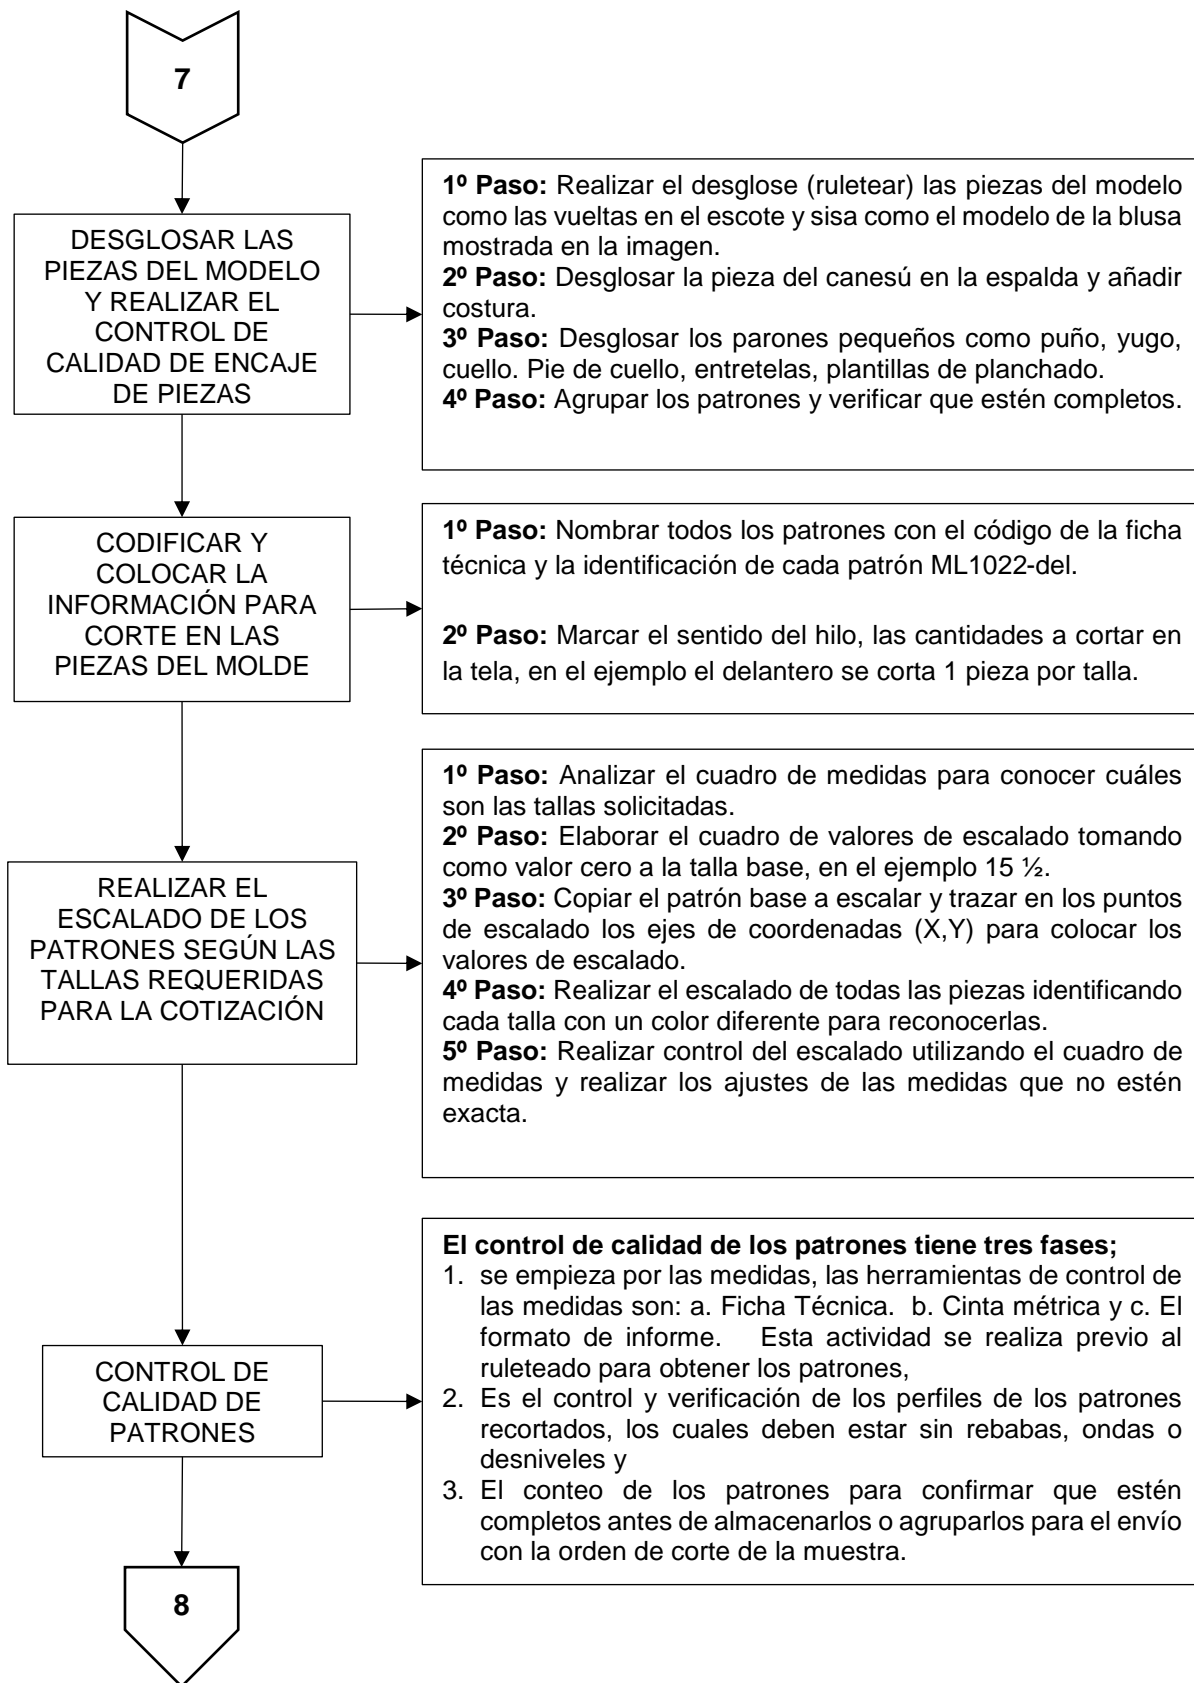 7
DESGLOSAR LAS
PIEZAS DEL MODELO
Y REALIZAR EL
CONTROL DE
CALIDAD DE ENCAJE
DE PIEZAS
1º Paso: Realizar el desglose (ruletear) las piezas del modelo
como las vueltas en el escote y sisa como el modelo de la blusa
mostrada en la imagen.
2º Paso: Desglosar la pieza del canesú en la espalda y añadir
costura.
3º Paso: Desglosar los parones pequeños como puño, yugo,
cuello. Pie de cuello, entretelas, plantillas de planchado.
4º Paso: Agrupar los patrones y verificar que estén completos.
CODIFICAR Y
COLOCAR LA
INFORMACIÓN PARA
CORTE EN LAS
PIEZAS DEL MOLDE
1º Paso: Nombrar todos los patrones con el código de la ficha
técnica y la identificación de cada patrón ML1022-del.
2º Paso: Marcar el sentido del hilo, las cantidades a cortar en
la tela, en el ejemplo el delantero se corta 1 pieza por talla.
REALIZAR EL
ESCALADO DE LOS
PATRONES SEGÚN LAS
TALLAS REQUERIDAS
PARA LA COTIZACIÓN
1º Paso: Analizar el cuadro de medidas para conocer cuáles
son las tallas solicitadas.
2º Paso: Elaborar el cuadro de valores de escalado tomando
como valor cero a la talla base, en el ejemplo 15 ½.
3º Paso: Copiar el patrón base a escalar y trazar en los puntos
de escalado los ejes de coordenadas (X,Y) para colocar los
valores de escalado.
4º Paso: Realizar el escalado de todas las piezas identificando
cada talla con un color diferente para reconocerlas.
5º Paso: Realizar control del escalado utilizando el cuadro de
medidas y realizar los ajustes de las medidas que no estén
exacta.
CONTROL DE
CALIDAD DE
PATRONES
El control de calidad de los patrones tiene tres fases;
1. se empieza por las medidas, las herramientas de control de
las medidas son: a. Ficha Técnica. b. Cinta métrica y c. El
formato de informe. Esta actividad se realiza previo al
ruleteado para obtener los patrones,
2. Es el control y verificación de los perfiles de los patrones
recortados, los cuales deben estar sin rebabas, ondas o
desniveles y
3. El conteo de los patrones para confirmar que estén
completos antes de almacenarlos o agruparlos para el envío
con la orden de corte de la muestra.
8